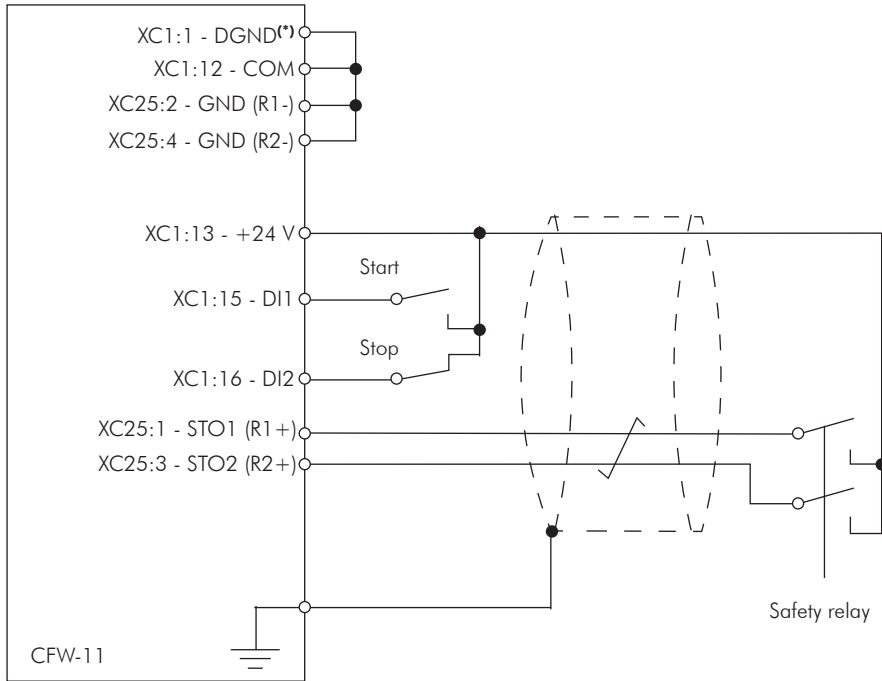 XC1:1 - DGND(*)
XC1:12 - COM
XC25:2 - GND (R1-)
XC25:4 - GND (R2-)
XC1:13 - +24 V
Start
XC1:15 - DI1
Stop
XC1:16 - DI2
XC25:1 - STO1 (R1+)
XC25:3 - STO2 (R2+)
Safety relay
CFW-11